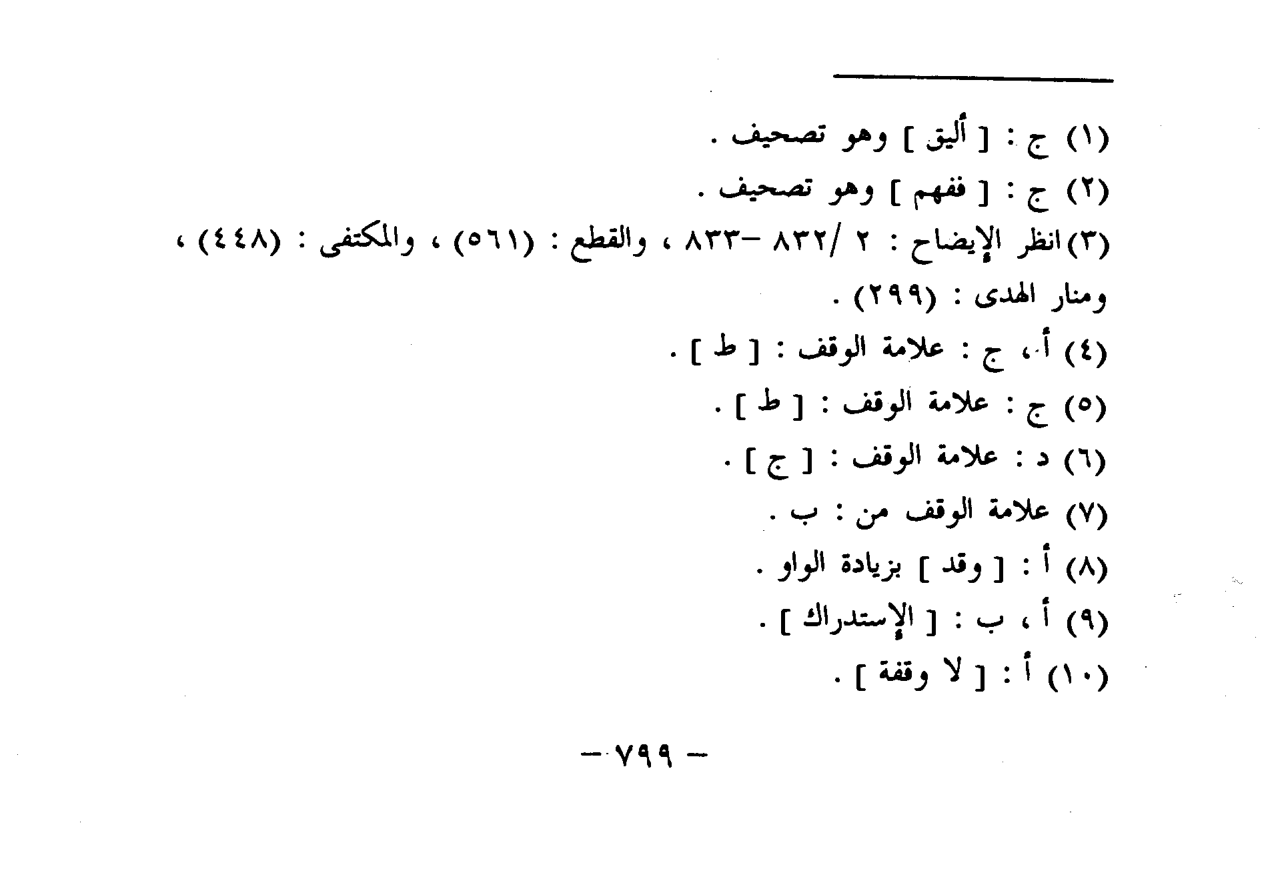 (١) ج : [ أليق ] وهو تصحيف .
(٢) ج : [ ففهم ] وهو تصحيف .
(٣) انظر الإيضاح : ٢ /٨٣٢ –٨٣٣ ، والقطع : (٥٦١) ، والمكتفى : (٤٤٨) ،
ومنار الهدى : (٢٩٩) .
(٤) أ ، ج : علامة الوقف : [ ط ] .
(٥) ج : علامة الوقف : [ ط ] .
(٦) د : علامة الوقف : [ ج ] .
(٧) علامة الوقف من : ب .
(٨) أ : [ وقد ] بزيادة الواو .
(٩) أ ، ب : [ الإستدراك ] .
(١٠) أ : [ لا وقفة ] .
– ٧٩٩ –